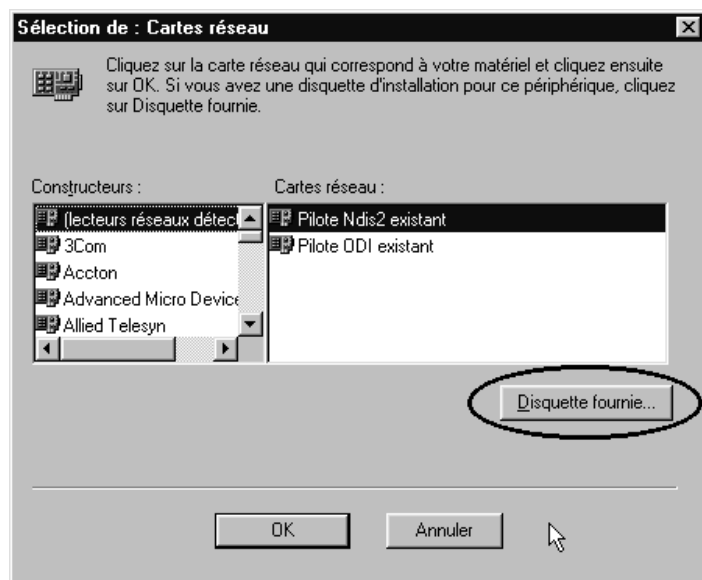 Sélection de : Cartes réseau
Cliquez sur la carte réseau qui correspond à votre matériel et cliquez ensuite
sur OK. Si vous avez une disquette d'installation pour ce périphérique, cliquez
sur Disquette fournie.
Constructeurs :
Cartes réseau :
(lecteurs réseaux détect
Pilote Ndis2 existant
3Com
Pilote ODI existant
Accton
Advanced Micro Device
Allied Telesyn
Disquette fournie...
OK
Annuler